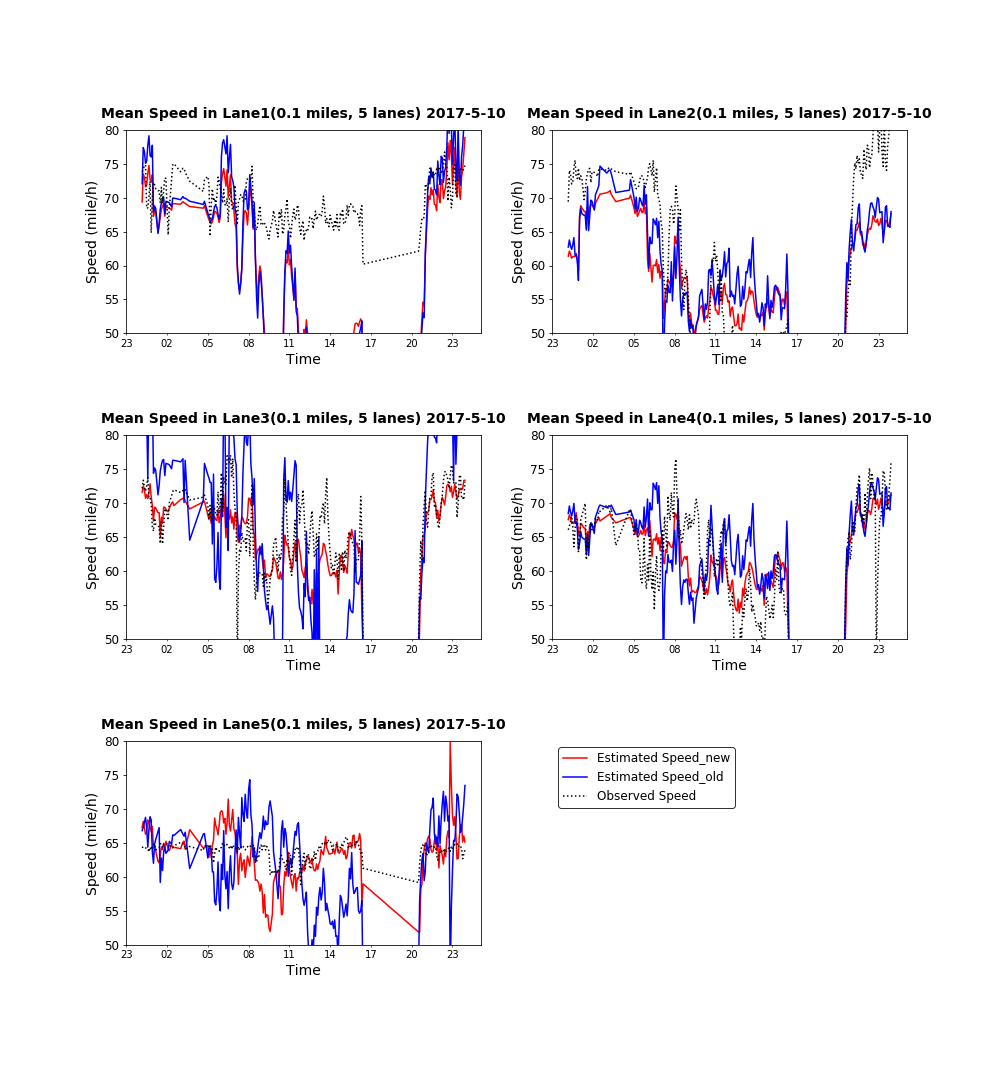 Mean Speed in Lane1(0.1 miles, 5 lanes) 2017-5-10
80
75
70
65
60
55
50
Speed (mile/h)
23 02 05 08 11 14 17 20 23
Time
Mean Speed in Lane2(0.1 miles, 5 lanes) 2017-5-10
80
75
70
65
60
55
50
Speed (mile/h)
23 02 05 08 11 14 17 20 23
Time
Mean Speed in Lane3(0.1 miles, 5 lanes) 2017-5-10
80
75
70
65
60
55
50
Speed (mile/h)
23 02 05 08 11 14 17 20 23
Time
Mean Speed in Lane4(0.1 miles, 5 lanes) 2017-5-10
80
75
70
65
60
55
50
Speed (mile/h)
23 02 05 08 11 14 17 20 23
Time
Mean Speed in Lane5(0.1 miles, 5 lanes) 2017-5-10
80
75
70
65
60
55
50
Speed (mile/h)
23 02 05 08 11 14 17 20 23
Time
Estimated Speed_new
Estimated Speed_old
Observed Speed